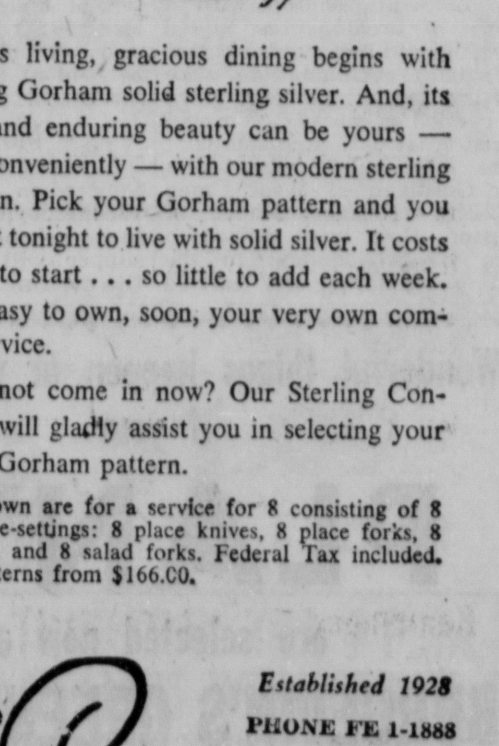 s living, gracious dining begins with
g Gorham solid sterling silver. And, its
and enduring beauty can be yours —
onveniently — with our modern sterling
n. Pick your Gorham pattern and you
tonight to live with solid silver. It costs
to start . . . so little to add each week.
asy to own, soon, your very own com-
vice.
not come in now? Our Sterling Con-
will gladly assist you in selecting your
Gorham pattern.
own are for a service for 8 consisting of 8
e-settings: 8 place knives, 8 place forks, 8
and 8 salad forks. Federal Tax included.
terns from $166.00.
Established 1928
PHONE FE 1-1888